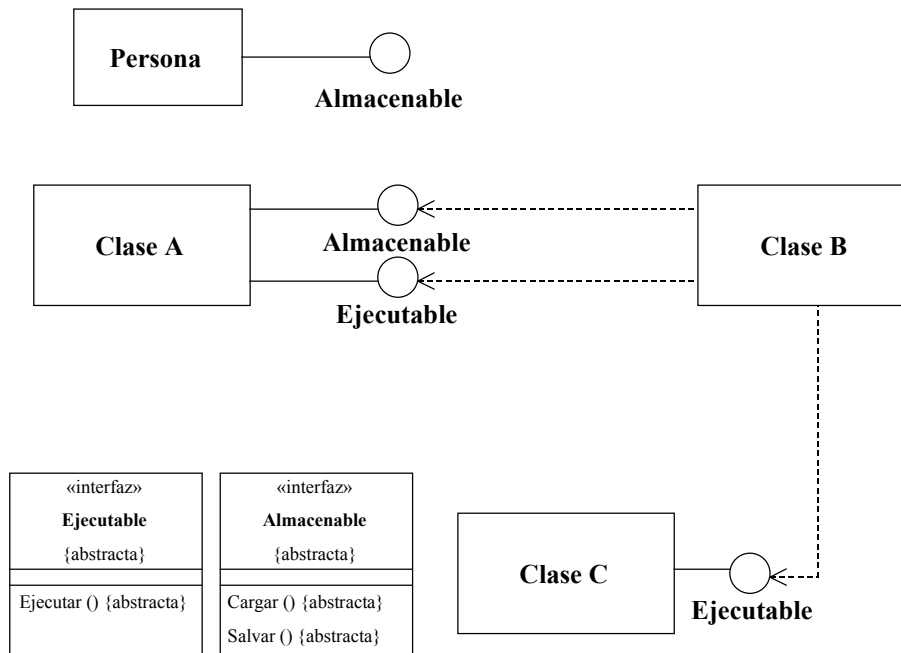 Persona
Almacenable
Clase A
Almacenable
Ejecutable
Clase B
«interfaz»
Ejecutable
{abstracta}
Ejecutar () {abstracta}
«interfaz»
Almacenable
{abstracta}
Cargar () {abstracta}
Salvar () {abstracta}
Clase C
Ejecutable